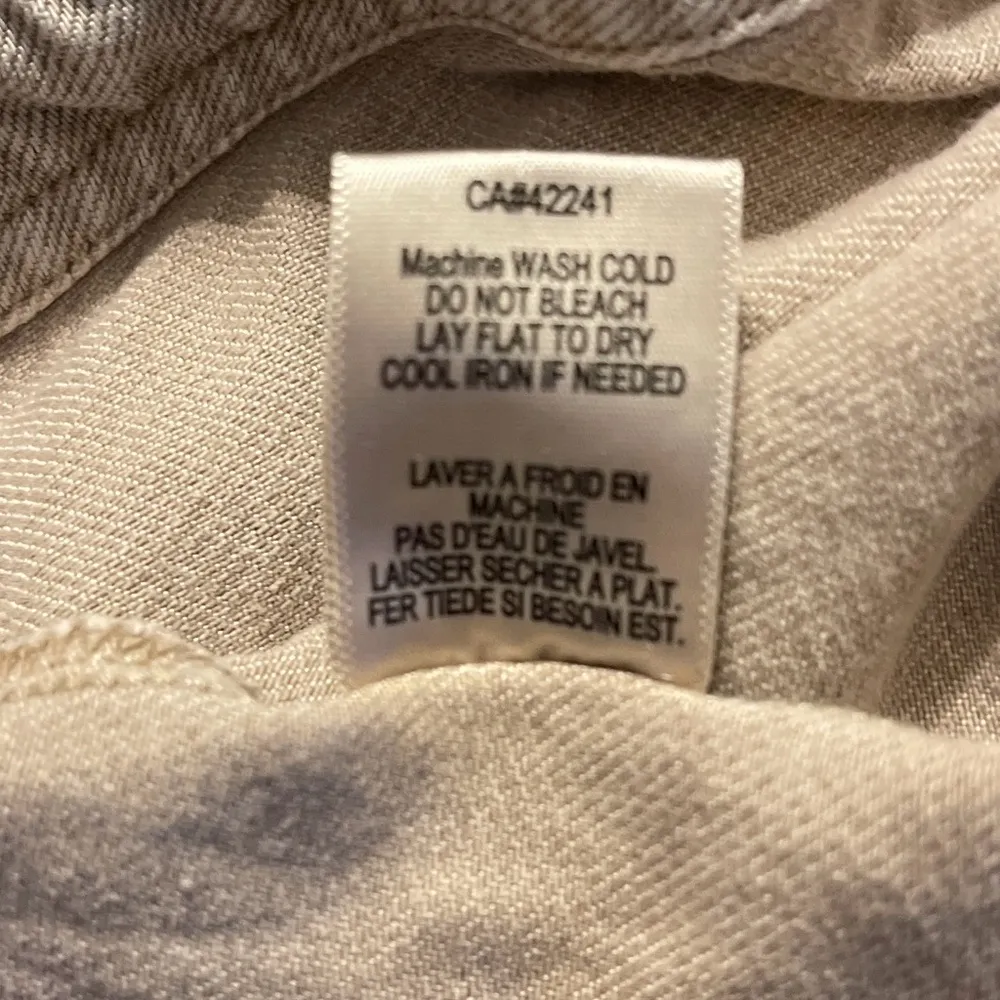 CA#42241
Machine WASH COLD
DO NOT BLEACH
LAY FLAT TO DRY
COOL IRON IF NEEDED
LAVER A FROID EN
MACHINE
PAS D'EAU DE JAVEL.
LAISSER SECHER A PLAT.
FER TIEDE SI BESOIN EST.